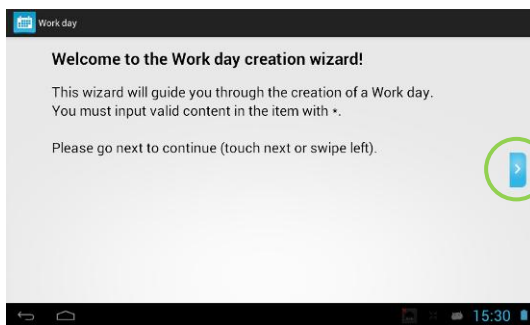 Work day
Welcome to the Work day creation wizard!
This wizard will guide you through the creation of a Work day.
You must input valid content in the item with *.
Please go next to continue (touch next or swipe left).
15:30